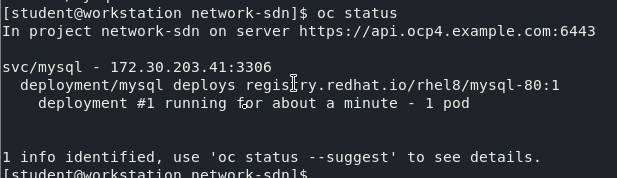 [student@workstation network-sdn]$ oc status
In project network-sdn on server https://api.ocp4.example.com:6443
svc/mysql - 172.30.203.41:3306
  deployment/mysql deploys registry.redhat.io/rhel8/mysql-80:1
    deployment #1 running for about a minute - 1 pod
1 info identified, use 'oc status --suggest' to see details.
[student@workstation network-sdn]$